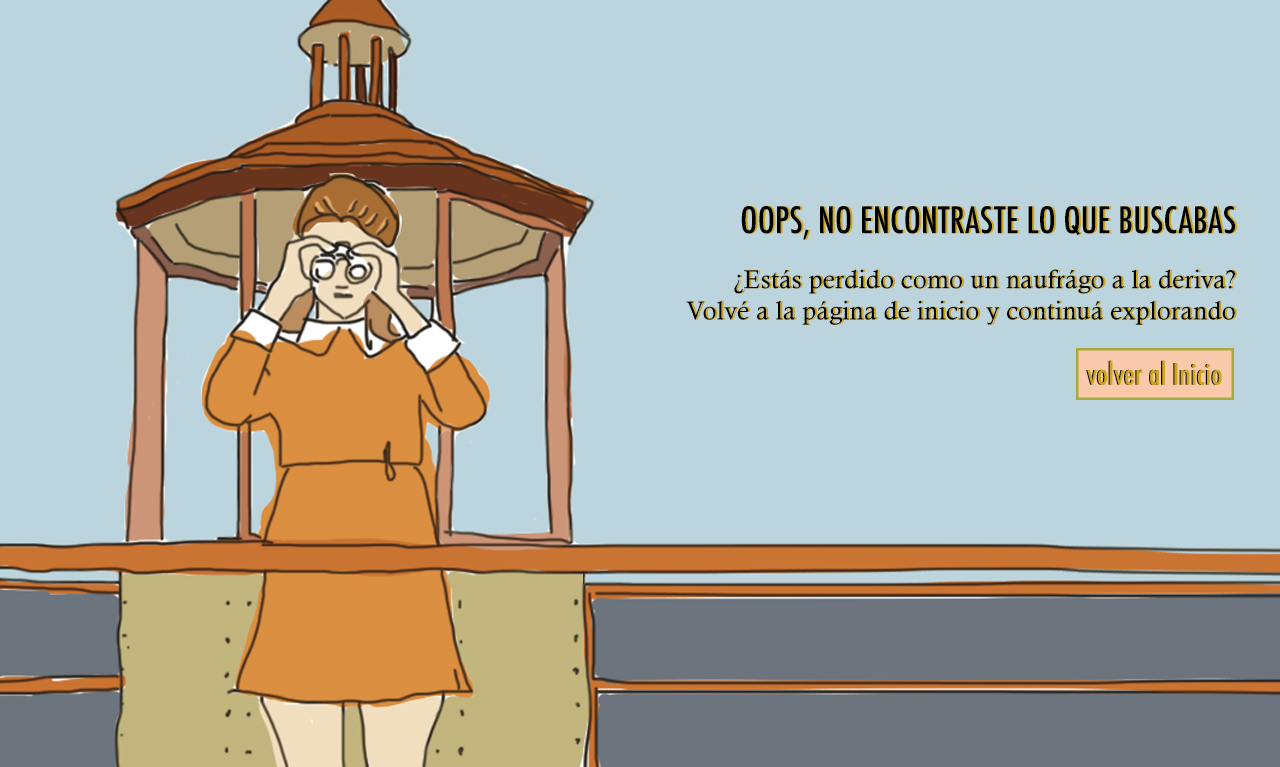 OOPS, NO ENCONTRASTE LO QUE BUSCABAS
¿Estás perdido como un naufrágo a la deriva?
Volvé a la página de inicio y continuá explorando
volver al Inicio